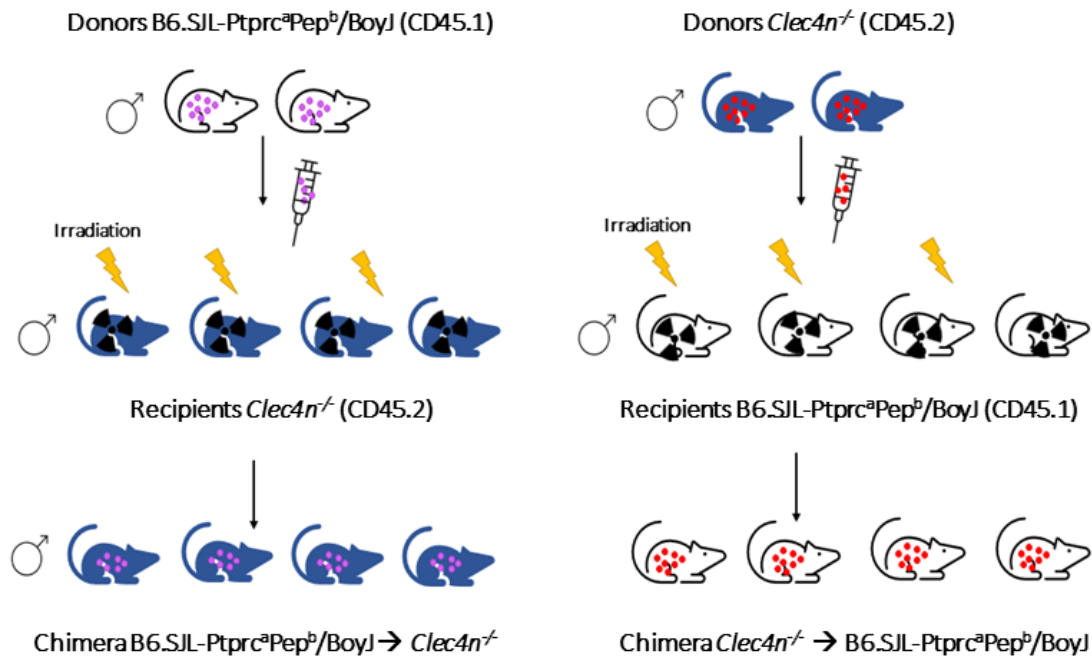 Donors B6.SJL-PtprcᵃPepᵇ/BoyJ (CD45.1)
Irradiation
Recipients Clec4n⁻/⁻ (CD45.2)
Chimera B6.SJL-PtprcᵃPepᵇ/BoyJ → Clec4n⁻/⁻
Donors Clec4n⁻/⁻ (CD45.2)
Irradiation
Recipients B6.SJL-PtprcᵃPepᵇ/BoyJ (CD45.1)
Chimera Clec4n⁻/⁻ → B6.SJL-PtprcᵃPepᵇ/BoyJ